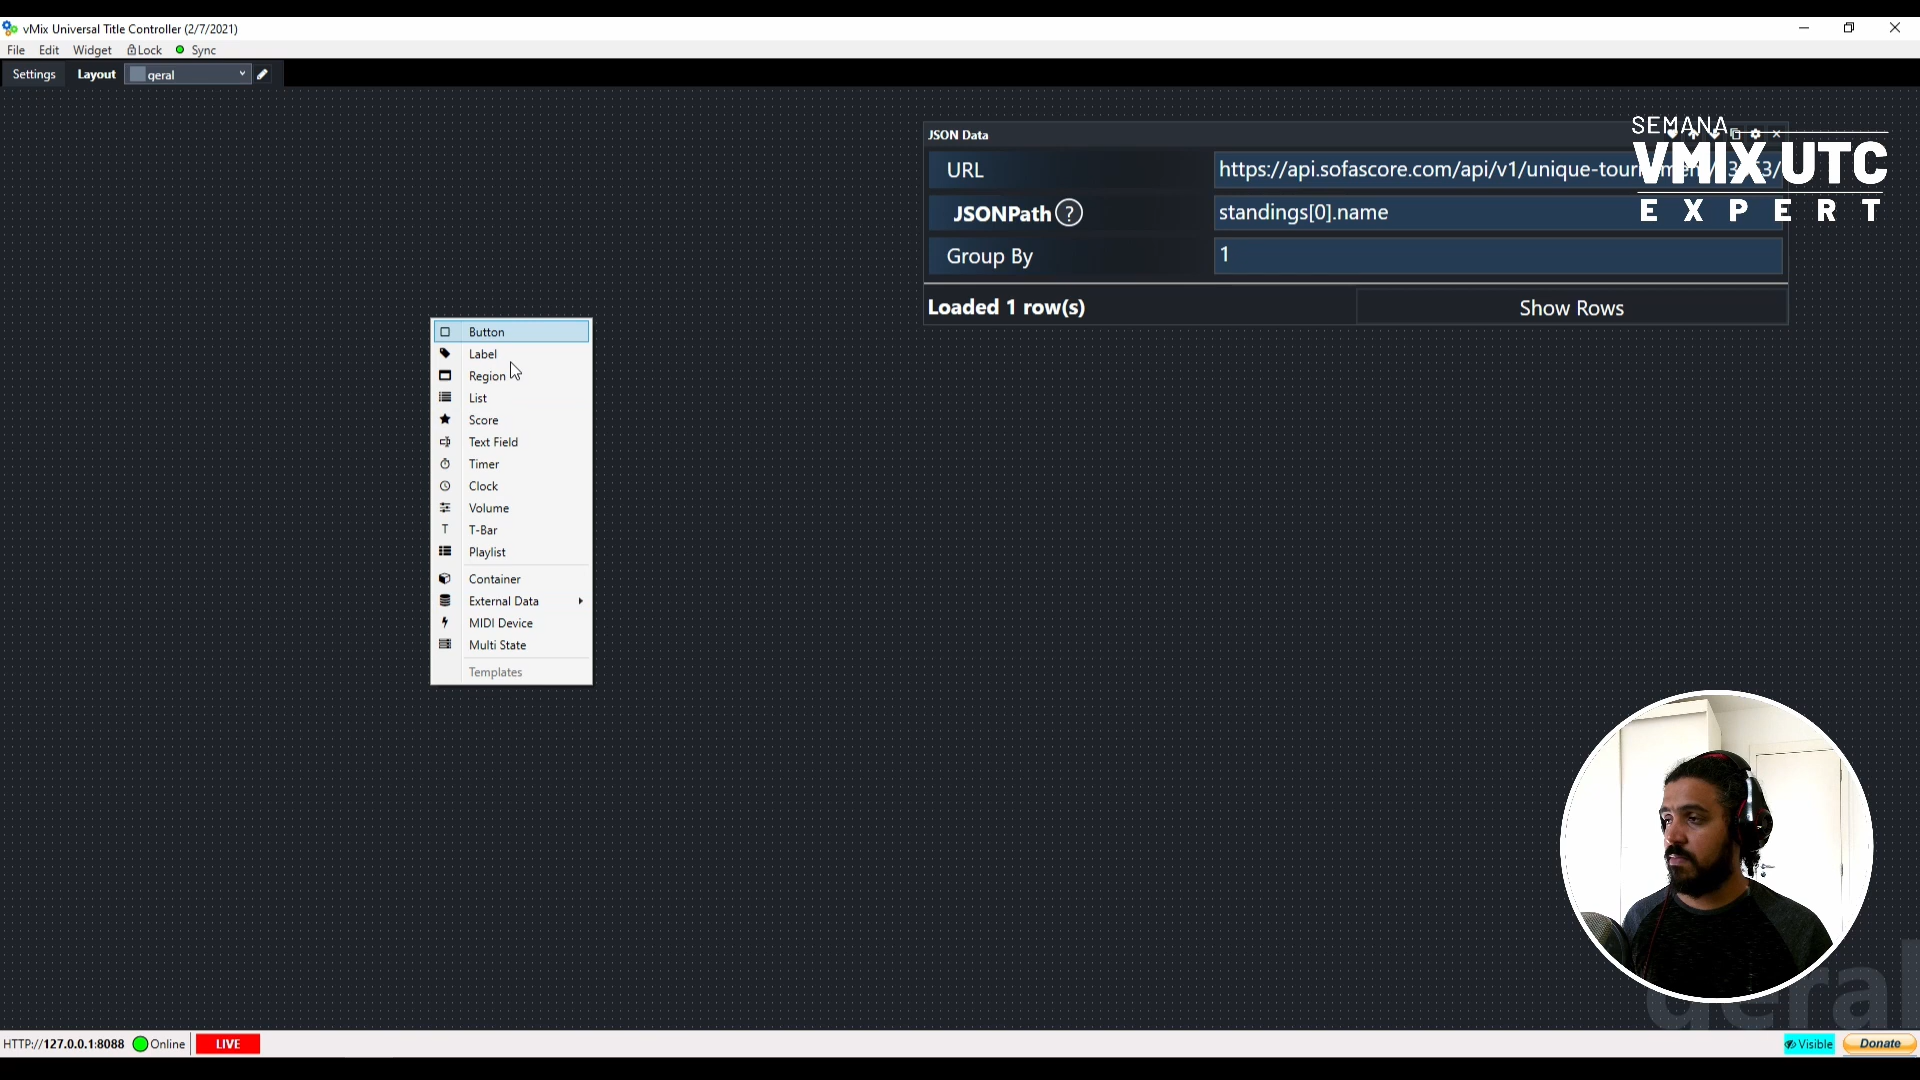 vMix Universal Title Controller (2/7/2021)
File Edit Widget Lock Sync
Settings Layout geral
JSON Data
URL https://api.sofascore.com/api/v1/unique-tour
JSONPath ? standings[0].name
Group By 1
Loaded 1 row(s) Show Rows
SEMANA
VMIX UTC
EXPERT
Button
Label
Region
List
Score
Text Field
Timer
Clock
Volume
T-Bar
Playlist
Container
External Data
MIDI Device
Multi State
Templates
geral
HTTP://127.0.0.1:8088 Online LIVE Visible Donate